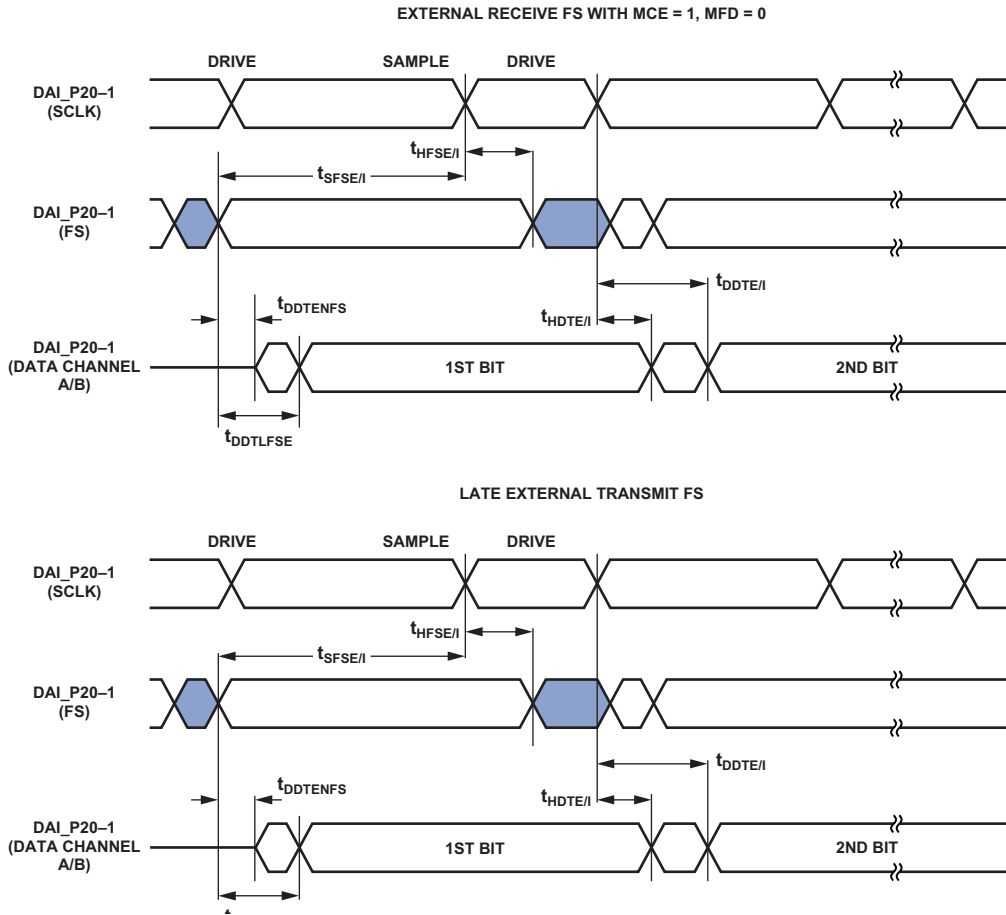 EXTERNAL RECEIVE FS WITH MCE = 1, MFD = 0
DRIVE SAMPLE DRIVE
DAI_P20–1
(SCLK)
tHFSE/I
tSFSE/I
DAI_P20–1
(FS)
tDDTE/I
tDDTENFS
tHDTE/I
DAI_P20–1
(DATA CHANNEL
A/B)
1ST BIT 2ND BIT
tDDTLFSE
LATE EXTERNAL TRANSMIT FS
DRIVE SAMPLE DRIVE
DAI_P20–1
(SCLK)
tHFSE/I
tSFSE/I
DAI_P20–1
(FS)
tDDTE/I
tDDTENFS
tHDTE/I
DAI_P20–1
(DATA CHANNEL
A/B)
1ST BIT 2ND BIT